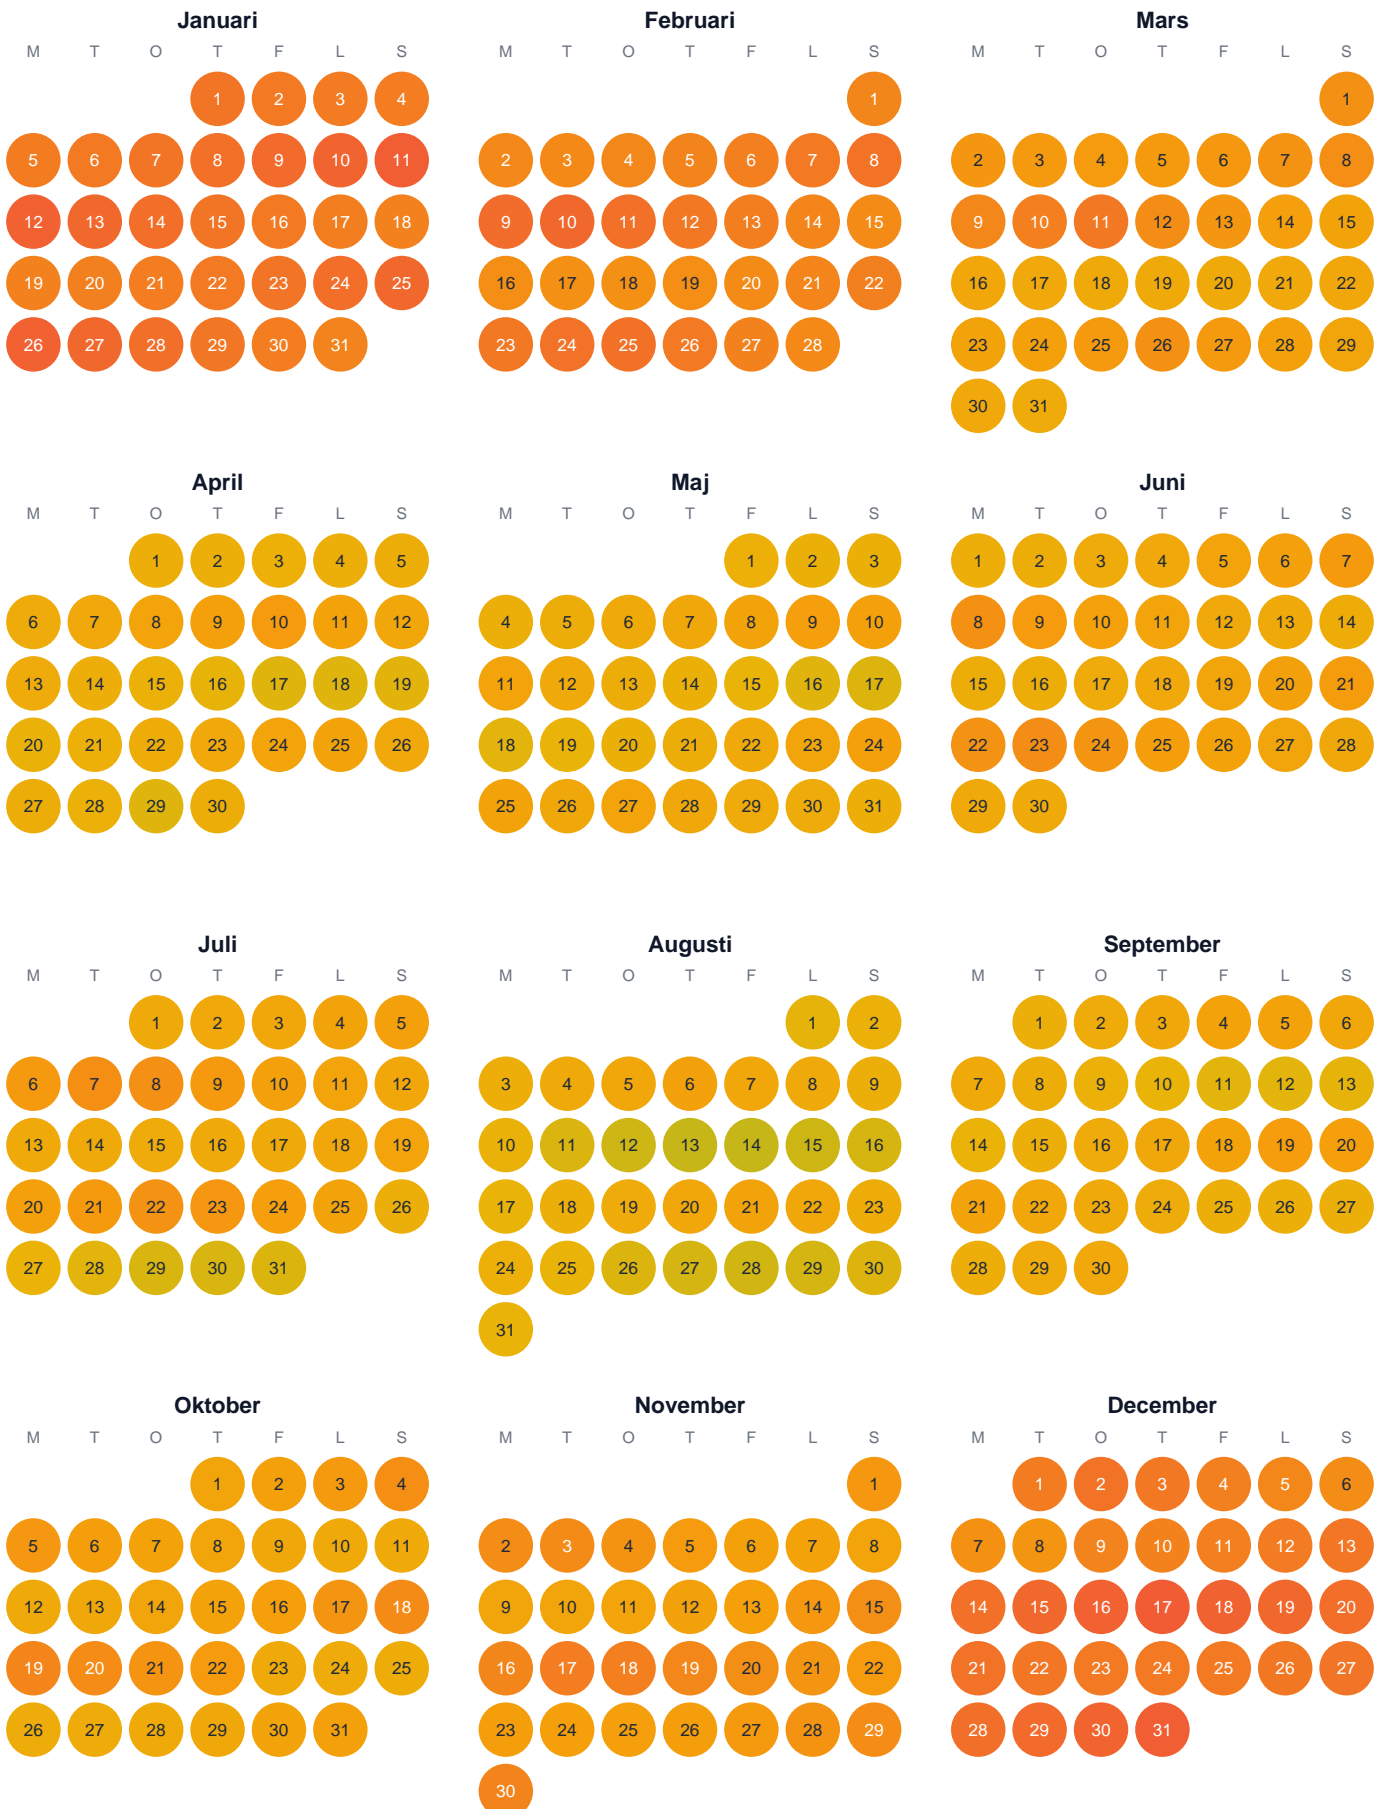 Januari Februari Mars
M T O T F L S M T O T F L S M T O T F L S
1 2 3 4 1 1
5 6 7 8 9 10 11 2 3 4 5 6 7 8 2 3 4 5 6 7 8
12 13 14 15 16 17 18 9 10 11 12 13 14 15 9 10 11 12 13 14 15
19 20 21 22 23 24 25 16 17 18 19 20 21 22 16 17 18 19 20 21 22
26 27 28 29 30 31 23 24 25 26 27 28 23 24 25 26 27 28 29
30 31
April Maj Juni
M T O T F L S M T O T F L S M T O T F L S
1 2 3 4 5 1 2 3 1 2 3 4 5 6 7
6 7 8 9 10 11 12 4 5 6 7 8 9 10 8 9 10 11 12 13 14
13 14 15 16 17 18 19 11 12 13 14 15 16 17 15 16 17 18 19 20 21
20 21 22 23 24 25 26 18 19 20 21 22 23 24 22 23 24 25 26 27 28
27 28 29 30 25 26 27 28 29 30 31 29 30
Juli Augusti September
M T O T F L S M T O T F L S M T O T F L S
1 2 3 4 5 1 2 1 2 3 4 5 6
6 7 8 9 10 11 12 3 4 5 6 7 8 9 7 8 9 10 11 12 13
13 14 15 16 17 18 19 10 11 12 13 14 15 16 14 15 16 17 18 19 20
20 21 22 23 24 25 26 17 18 19 20 21 22 23 21 22 23 24 25 26 27
27 28 29 30 31 24 25 26 27 28 29 30 28 29 30
31
Oktober November December
M T O T F L S M T O T F L S M T O T F L S
1 2 3 4 1 1 2 3 4 5 6
5 6 7 8 9 10 11 2 3 4 5 6 7 8 7 8 9 10 11 12 13
12 13 14 15 16 17 18 9 10 11 12 13 14 15 14 15 16 17 18 19 20
19 20 21 22 23 24 25 16 17 18 19 20 21 22 21 22 23 24 25 26 27
26 27 28 29 30 31 23 24 25 26 27 28 29 28 29 30 31
30